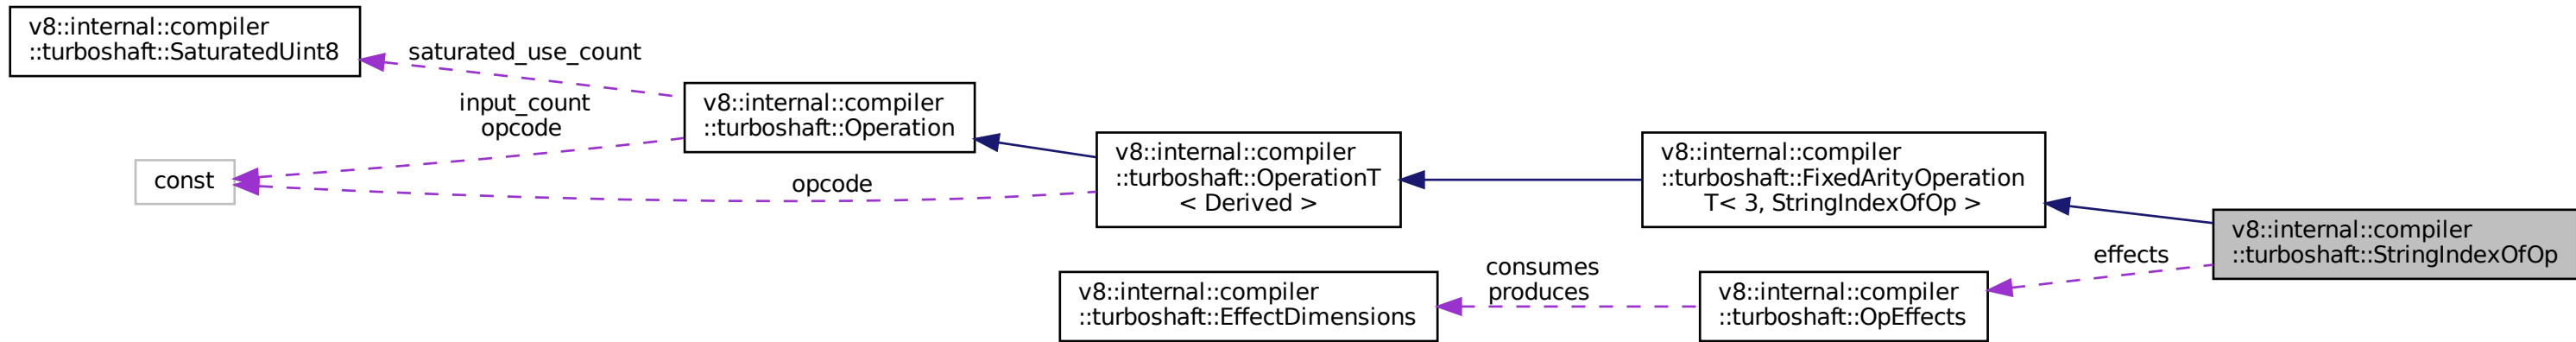 v8::internal::compiler
::turboshaft::SaturatedUint8
saturated_use_count
input_count
opcode
v8::internal::compiler
::turboshaft::Operation
const
opcode
v8::internal::compiler
::turboshaft::OperationT
< Derived >
v8::internal::compiler
::turboshaft::FixedArityOperation
T< 3, StringIndexOfOp >
v8::internal::compiler
::turboshaft::StringIndexOfOp
effects
consumes
produces
v8::internal::compiler
::turboshaft::EffectDimensions
v8::internal::compiler
::turboshaft::OpEffects